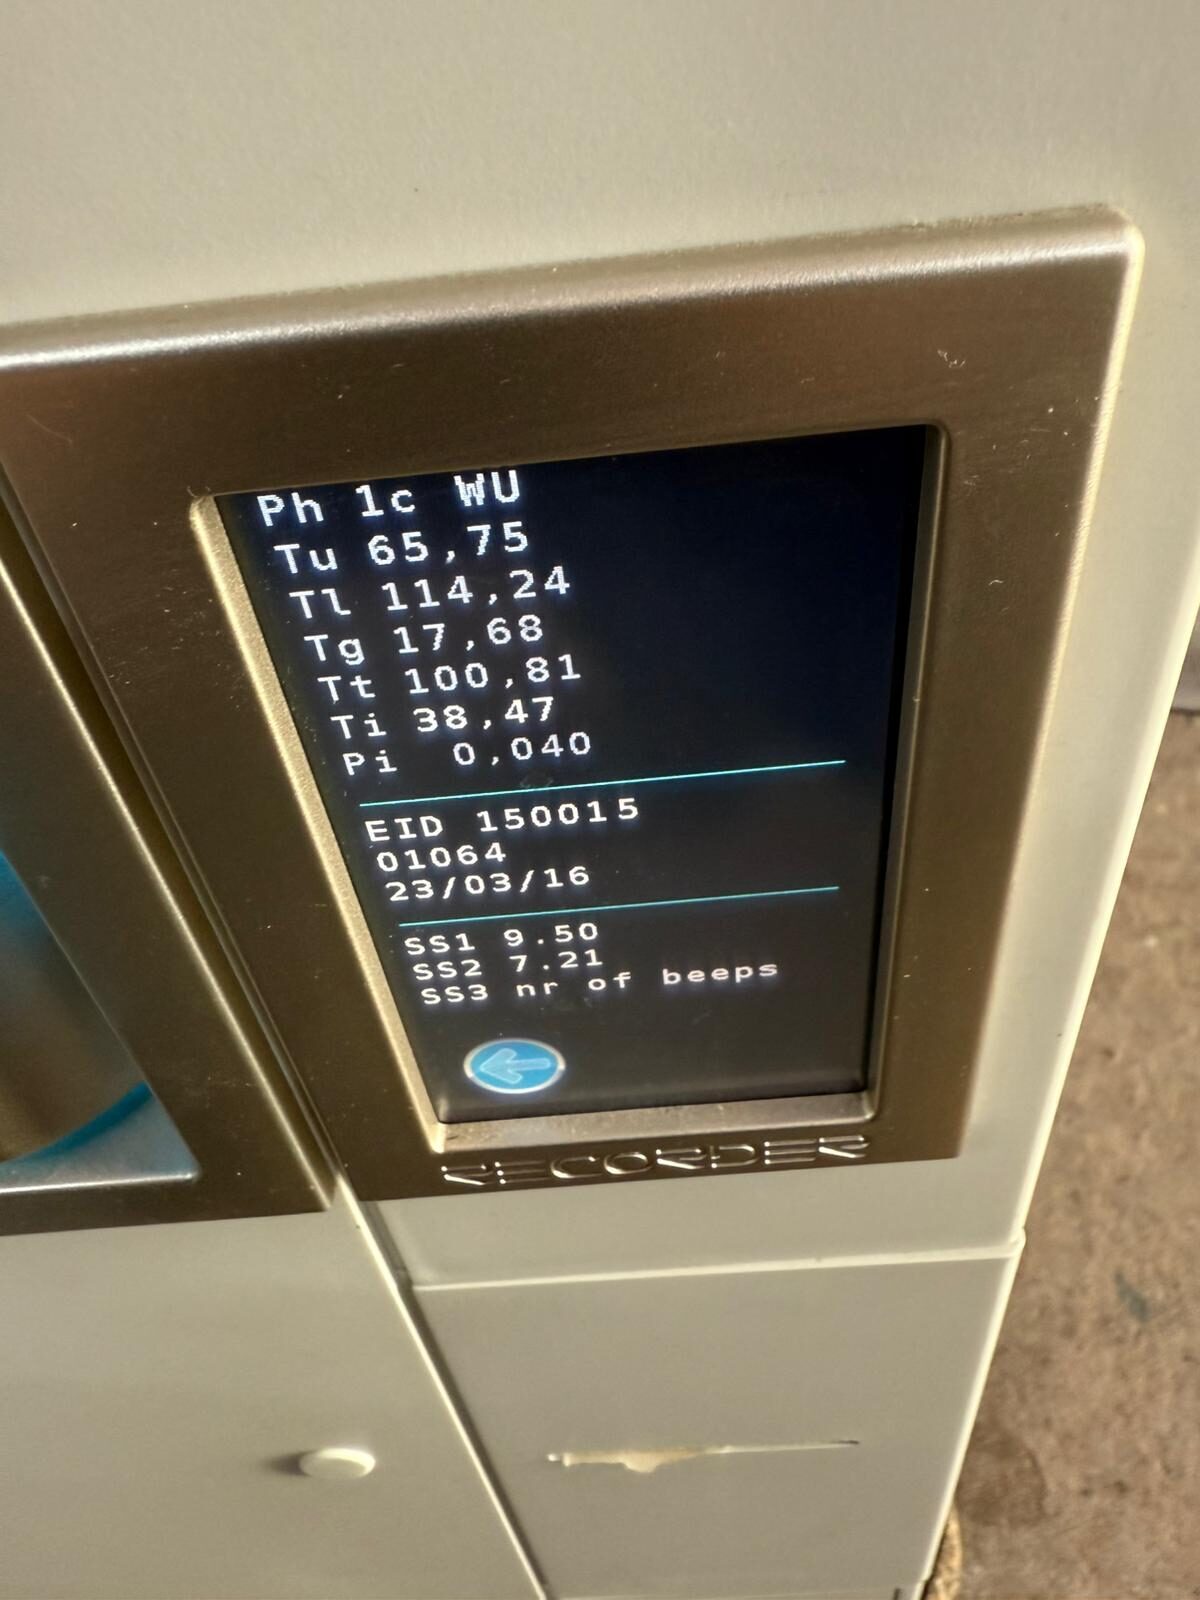 Ph 1c WU
Tu 65,75
Tl 114,24
Tg 17,68
Tt 100,81
Ti 38,47
Pi 0,040
EID 150015
01064
23/03/16
SS1 9.50
SS2 7.21
SS3 nr of beeps
RECORDER